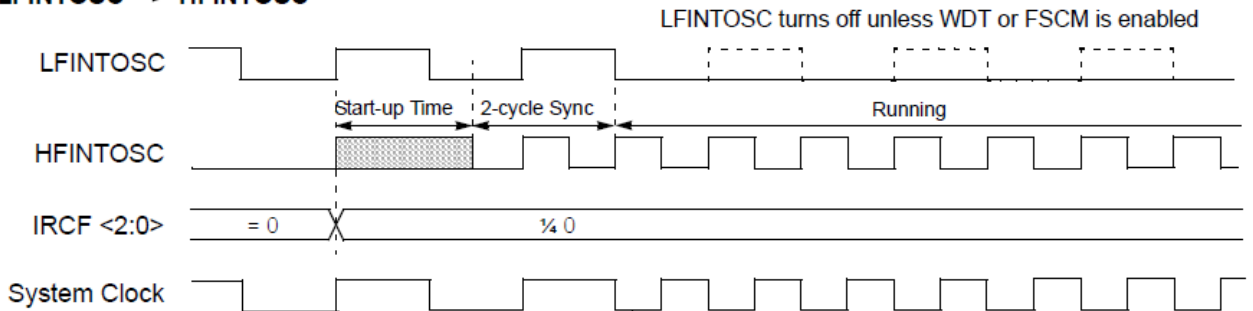 LFINTOSC turns off unless WDT or FSCM is enabled
LFINTOSC
Start-up Time
2-cycle Sync
Running
HFINTOSC
IRCF <2:0>
= 0
¼ 0
System Clock